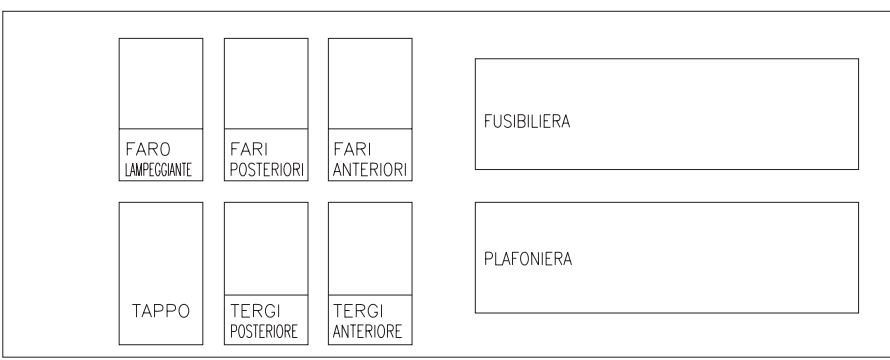 FARO
LAMPEGGIANTE
FARI
POSTERIORI
FARI
ANTERIORI
FUSIBILIERA
TAPPO
TERGI
POSTERIORE
TERGI
ANTERIORE
PLAFONIERA